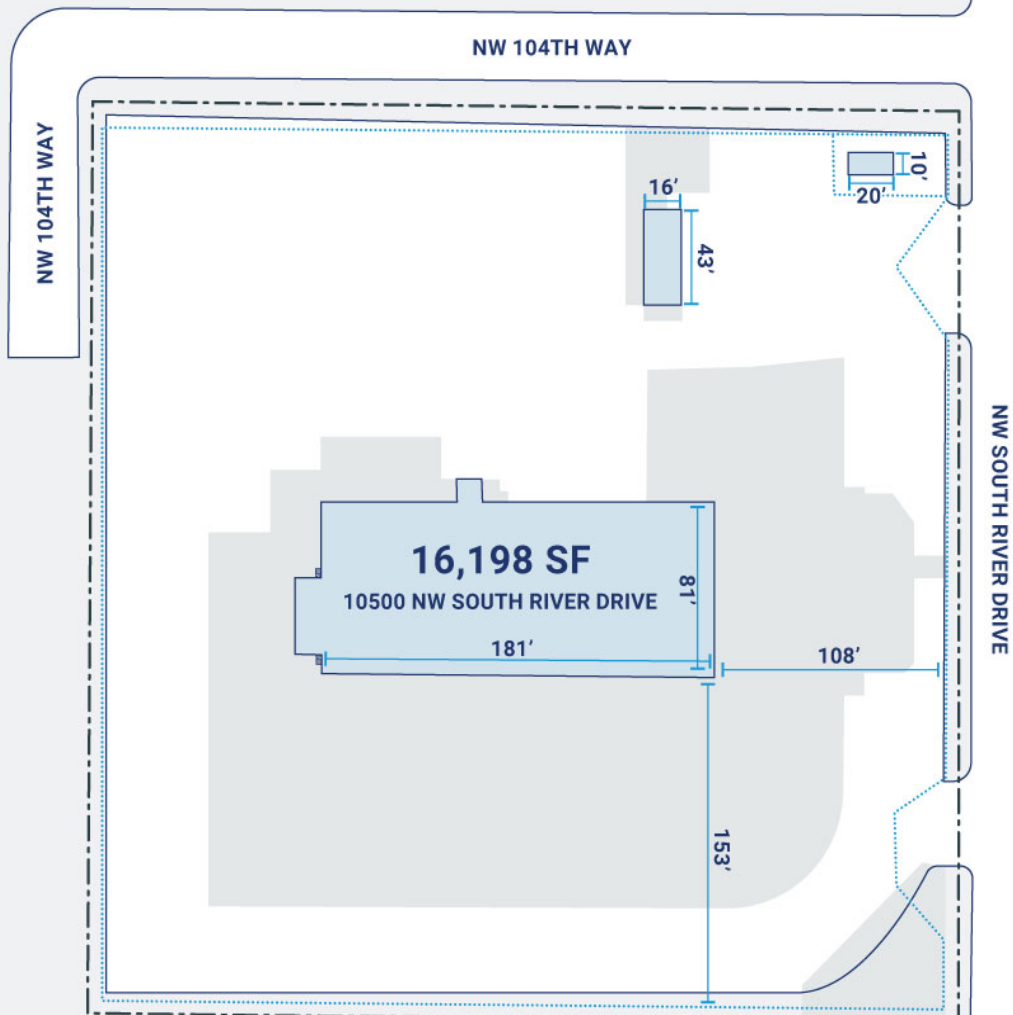 NW 104TH WAY
NW 104TH WAY
10’
20’
16’
43’
NW SOUTH RIVER DRIVE
16,198 SF
10500 NW SOUTH RIVER DRIVE
81’
181’
108’
153’